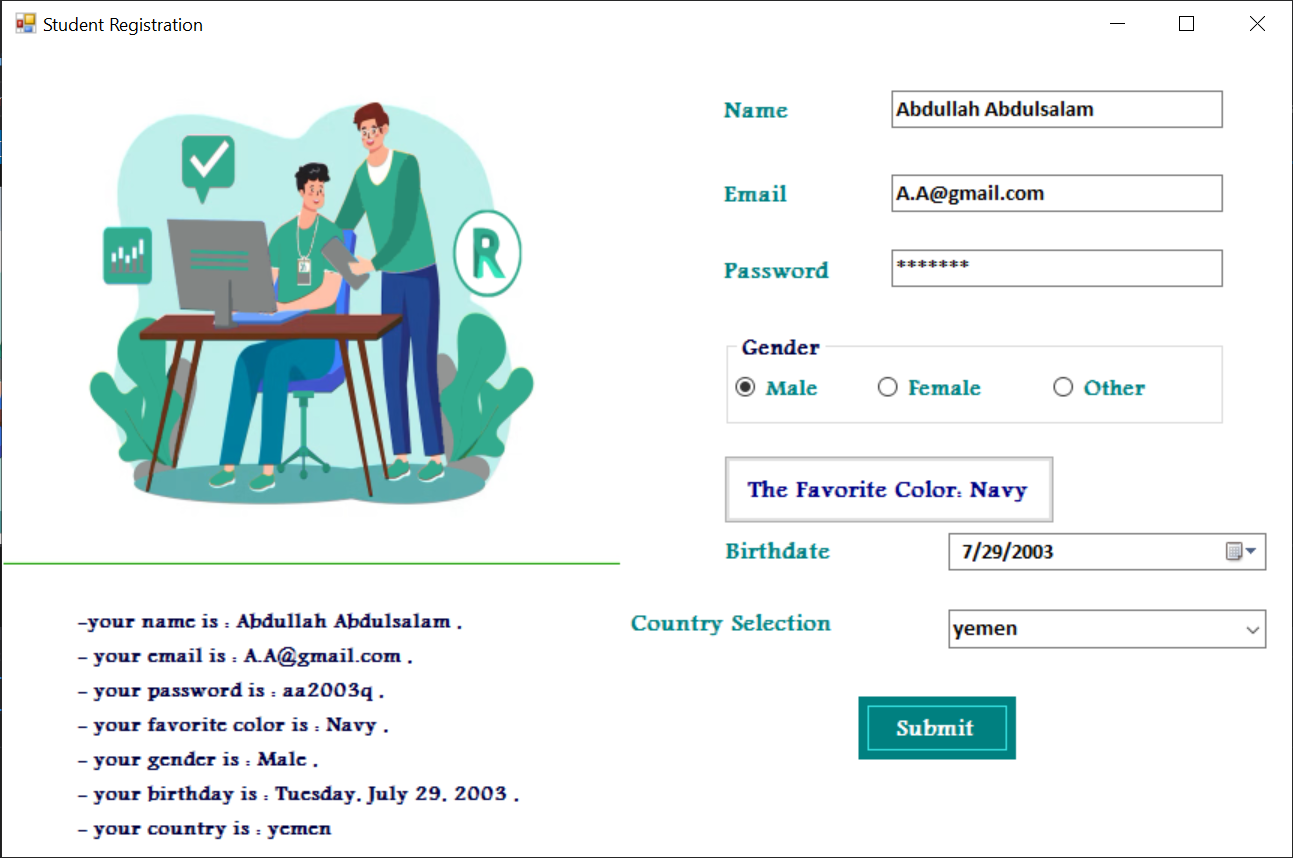 Student Registration
Name
Abdullah Abdulsalam
Email
A.A@gmail.com
Password
*******
Gender
Male
Female
Other
The Favorite Color: Navy
Birthdate
7/29/2003
Country Selection
yemen
Submit
R
-your name is : Abdullah Abdulsalam .
- your email is : A.A@gmail.com .
- your password is : aa2003q .
- your favorite color is : Navy .
- your gender is : Male .
- your birthday is : Tuesday, July 29, 2003 .
- your country is : yemen